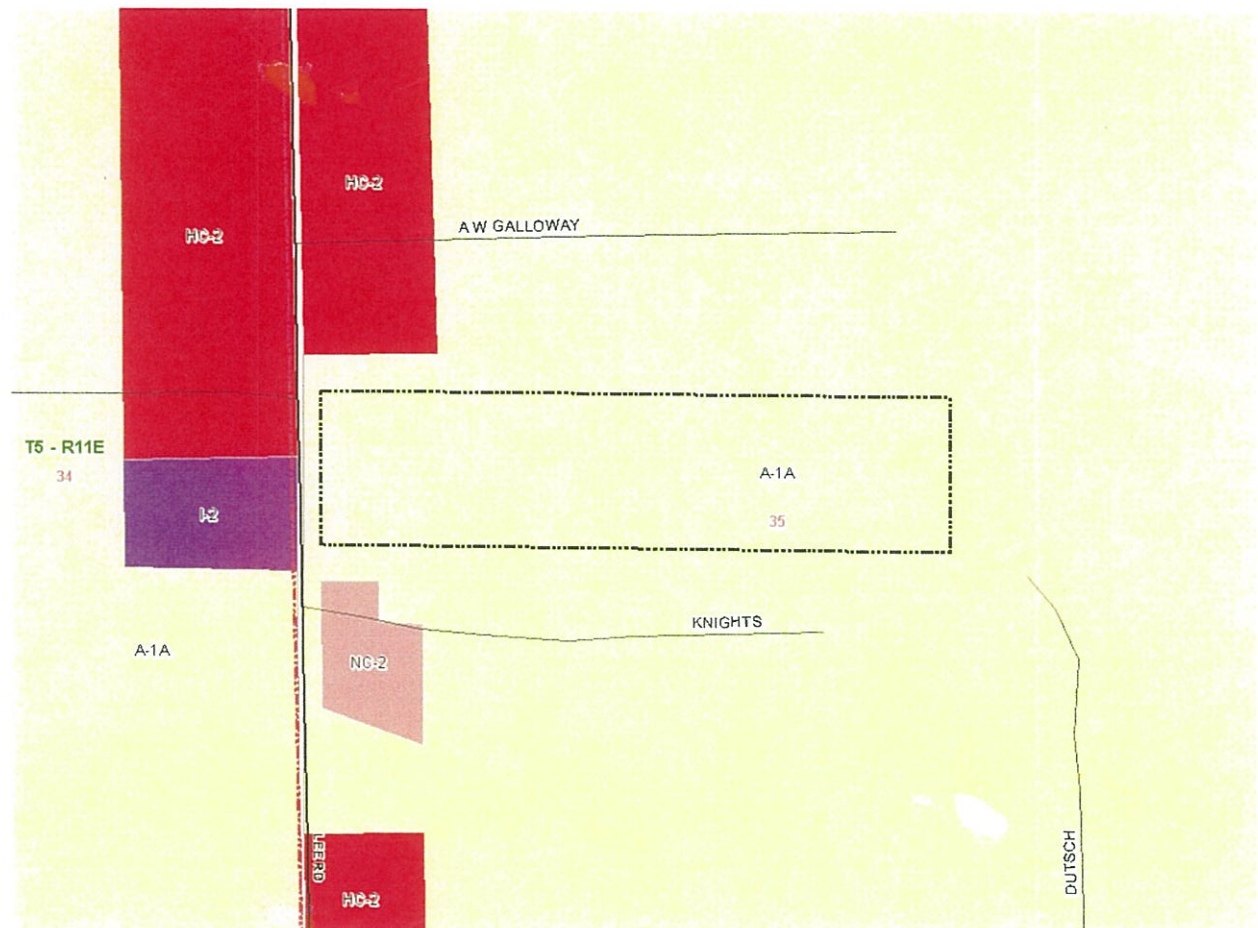 HC-2
HC-2
A W GALLOWAY
T5 - R11E
34
A-1A
35
I-2
KNIGHTS
A-1A
NC-2
LEE RD
DUTSCH
HC-2